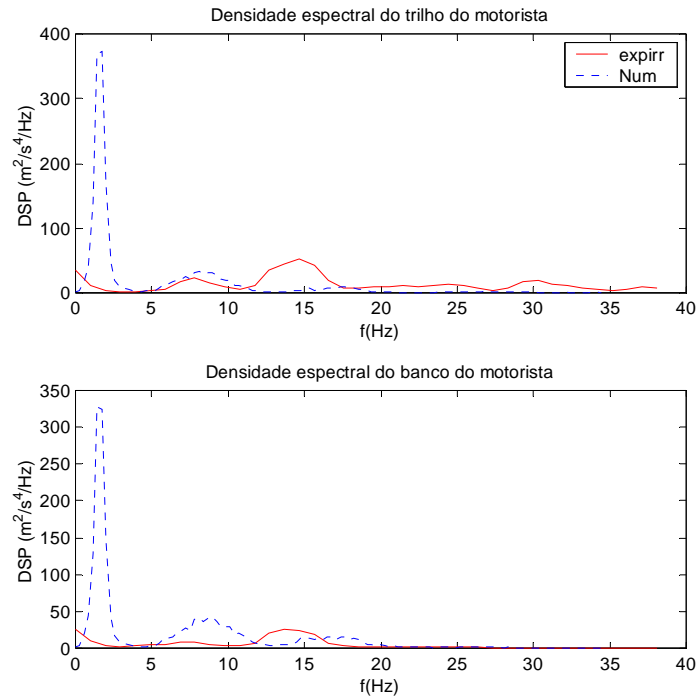 Densidade espectral do trilho do motorista
400
300
200
100
0
DSP (m²/s⁴/Hz)
expirr
Num
0 5 10 15 20 25 30 35 40
f(Hz)
Densidade espectral do banco do motorista
350
300
250
200
150
100
50
0
DSP (m²/s⁴/Hz)
0 5 10 15 20 25 30 35 40
f(Hz)